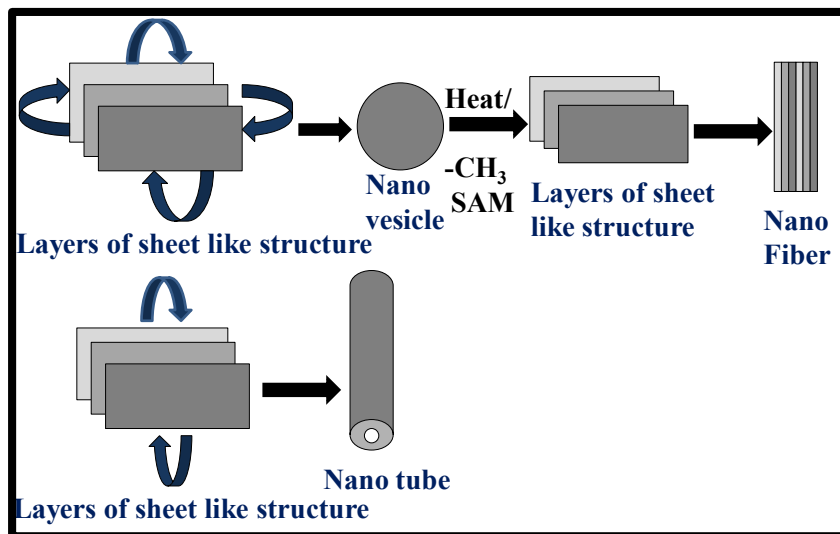 Heat/
-CH₃
SAM
Nano
vesicle
Layers of sheet like structure
Layers of sheet
like structure
Nano
Fiber
Nano tube
Layers of sheet like structure